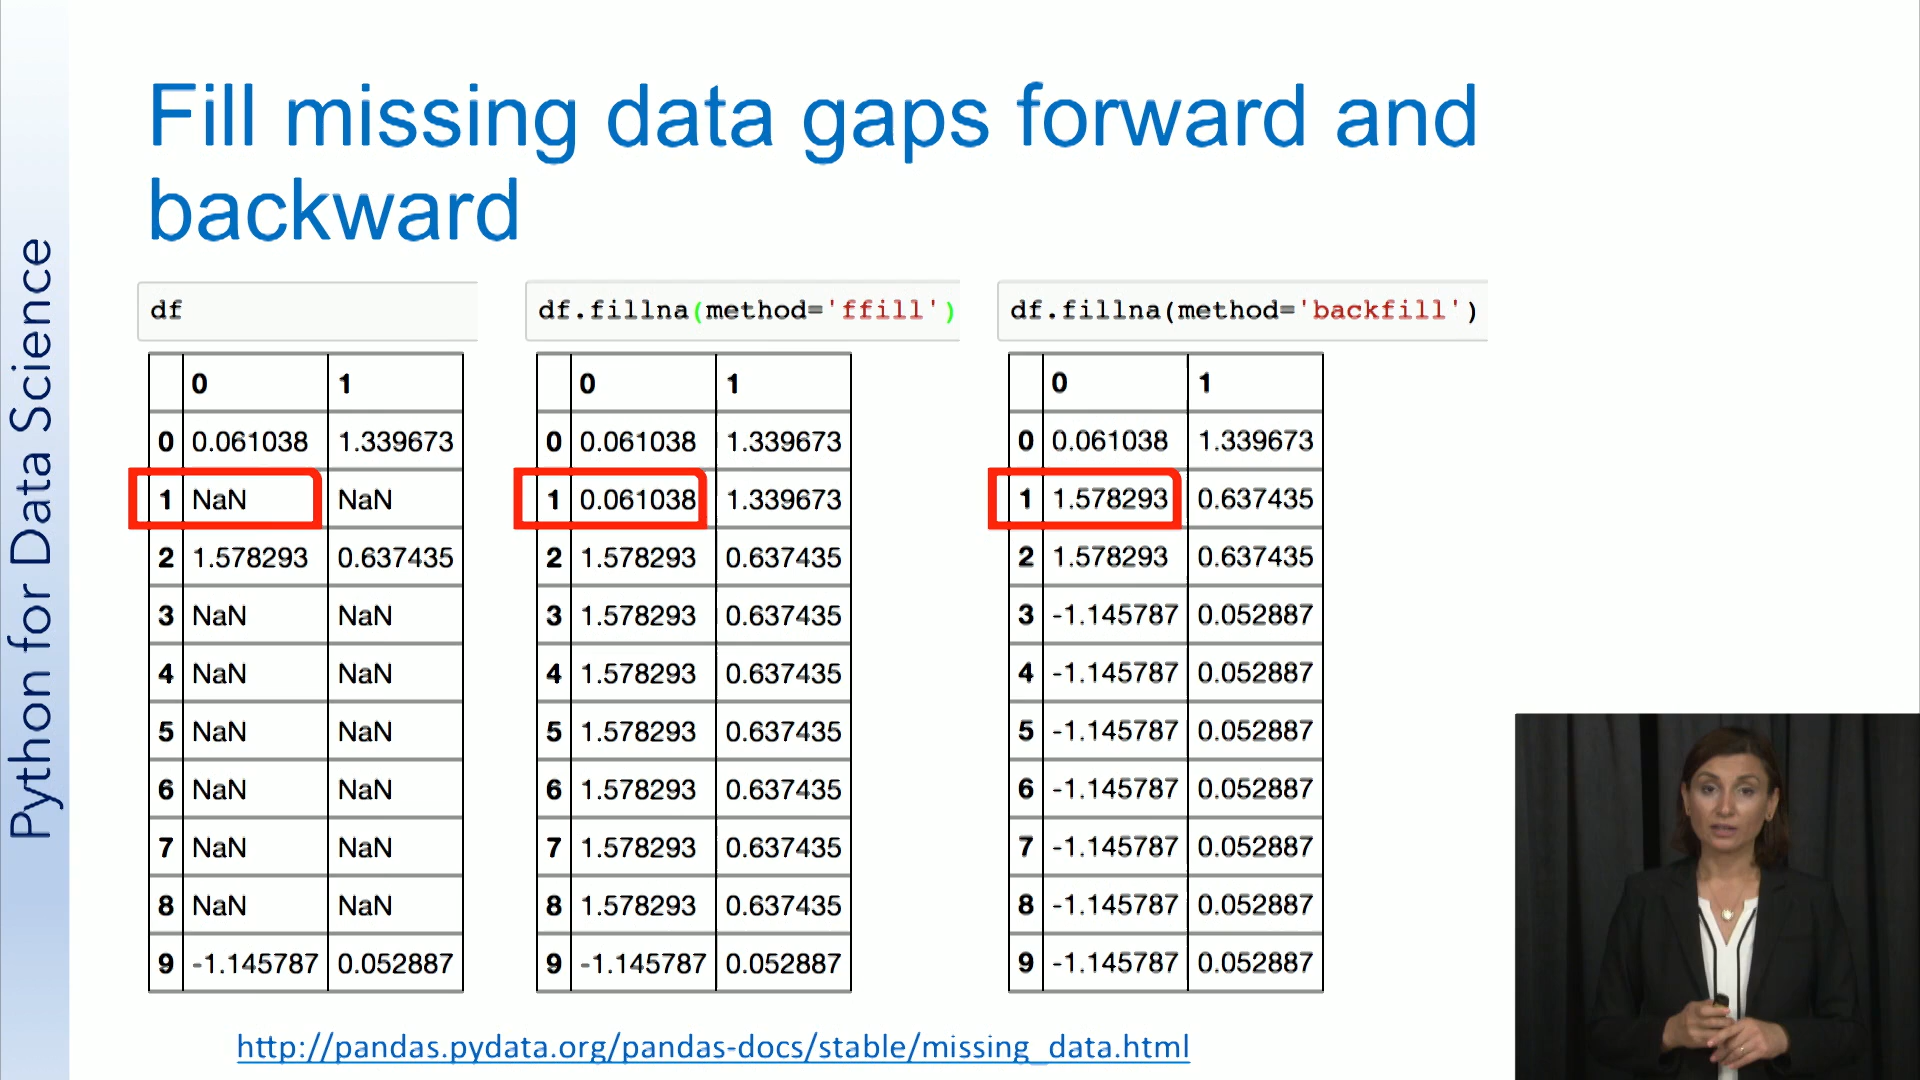 Python for Data Science
Fill missing data gaps forward and
backward
df
0 1
0 0.061038 1.339673
1 NaN NaN
2 1.578293 0.637435
3 NaN NaN
4 NaN NaN
5 NaN NaN
6 NaN NaN
7 NaN NaN
8 NaN NaN
9 -1.145787 0.052887
df.fillna(method='ffill')
0 1
0 0.061038 1.339673
1 0.061038 1.339673
2 1.578293 0.637435
3 1.578293 0.637435
4 1.578293 0.637435
5 1.578293 0.637435
6 1.578293 0.637435
7 1.578293 0.637435
8 1.578293 0.637435
9 -1.145787 0.052887
df.fillna(method='backfill')
0 1
0 0.061038 1.339673
1 1.578293 0.637435
2 1.578293 0.637435
3 -1.145787 0.052887
4 -1.145787 0.052887
5 -1.145787 0.052887
6 -1.145787 0.052887
7 -1.145787 0.052887
8 -1.145787 0.052887
9 -1.145787 0.052887
http://pandas.pydata.org/pandas-docs/stable/missing_data.html